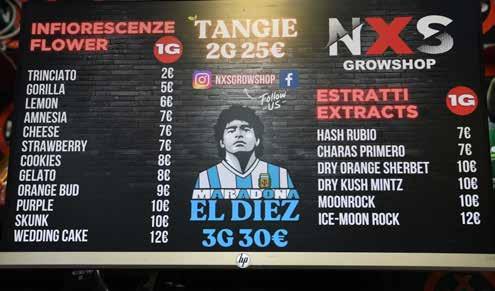 INFIORESCENZE
FLOWER 1G
TRINCIATO 2€
GORILLA 5€
LEMON 6€
AMNESIA 7€
CHEESE 7€
STRAWBERRY 7€
COOKIES 8€
GELATO 8€
ORANGE BUD 9€
PURPLE 10€
SKUNK 10€
WEDDING CAKE 12€
TANGIE
2G 25€
NXSGROWSHOP
Follow
US
MARADONA
EL DIEZ
3G 30€
NXS
GROWSHOP
ESTRATTI
EXTRACTS 1G
HASH RUBIO 7€
CHARAS PRIMERO 7€
DRY ORANGE SHERBET 10€
DRY KUSH MINTZ 10€
MOONROCK 10€
ICE-MOON ROCK 12€
hp